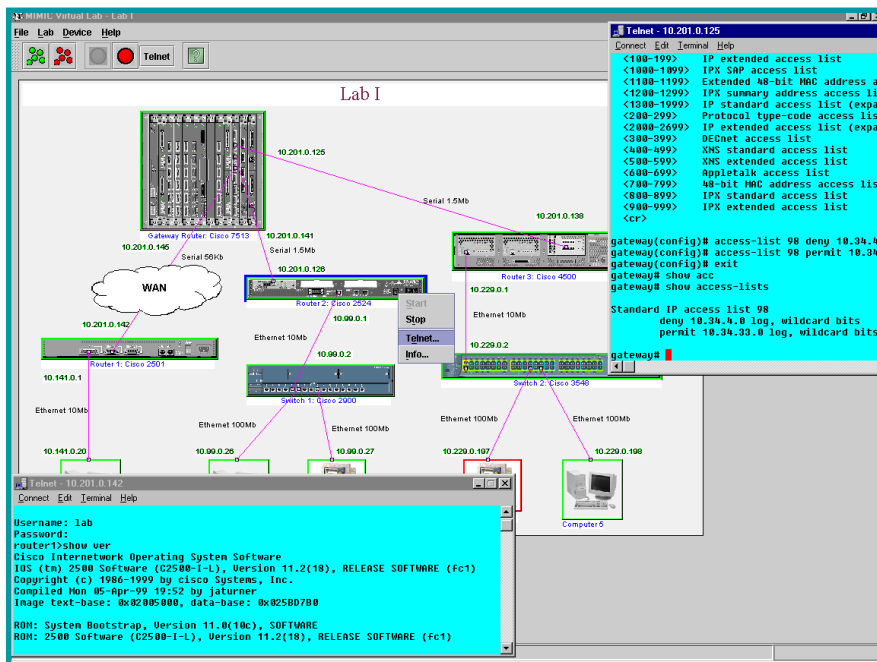 MIMIC Virtual Lab - Lab I
File Lab Device Help
Telnet
Lab I
10.201.0.125
Serial 1.5Mb
10.201.0.138
Gateway Router: Cisco 7513
10.201.0.141
10.201.0.145
Serial 56Kb
Serial 1.5Mb
10.201.0.126
WAN
Router 2: Cisco 2524
Router 3: Cisco 4500
10.229.0.1
Start
Stop
Telnet...
Info...
10.99.0.1
Ethernet 10Mb
10.201.0.142
Ethernet 10Mb
10.99.0.2
10.229.0.2
Router 1: Cisco 2501
10.141.0.1
Switch 1: Cisco 2900
Switch 2: Cisco 3548
Ethernet 10Mb
Ethernet 100Mb
Ethernet 100Mb
Ethernet 100Mb
Ethernet 100Mb
10.141.0.20
10.99.0.26
10.99.0.27
10.229.0.197
10.229.0.198
Computer 5
Telnet - 10.201.0.125
Connect Edit Terminal Help
<100-199> IP extended access list
<1000-1099> IPX SAP access list
<1100-1199> Extended 48-bit MAC address a
<1200-1299> IPX summary address access li
<1300-1999> IP standard access list (expa
<200-299> Protocol type-code access lis
<2000-2699> IP extended access list (expa
<300-399> DECnet access list
<400-499> XNS standard access list
<500-599> XNS extended access list
<600-699> Appletalk access list
<700-799> 48-bit MAC address access lis
<800-899> IPX standard access list
<900-999> IPX extended access list
<cr>
gateway(config)# access-list 98 deny 10.34.4
gateway(config)# access-list 98 permit 10.34
gateway(config)# exit
gateway# show acc
gateway# show access-lists
Standard IP access list 98
deny 10.34.4.0 log, wildcard bits
permit 10.34.33.0 log, wildcard bits
gateway#
Telnet - 10.201.0.142
Connect Edit Terminal Help
Username: lab
Password:
router1>show ver
Cisco Internetwork Operating System Software
IOS (tm) 2500 Software (C2500-I-L), Version 11.2(18), RELEASE SOFTWARE (fc1)
Copyright (c) 1986-1999 by cisco Systems, Inc.
Compiled Mon 05-Apr-99 19:52 by jaturner
Image text-base: 0x02005000, data-base: 0x025BD7B0
ROM: System Bootstrap, Version 11.0(10c), SOFTWARE
ROM: 2500 Software (C2500-I-L), Version 11.2(18), RELEASE SOFTWARE (fc1)